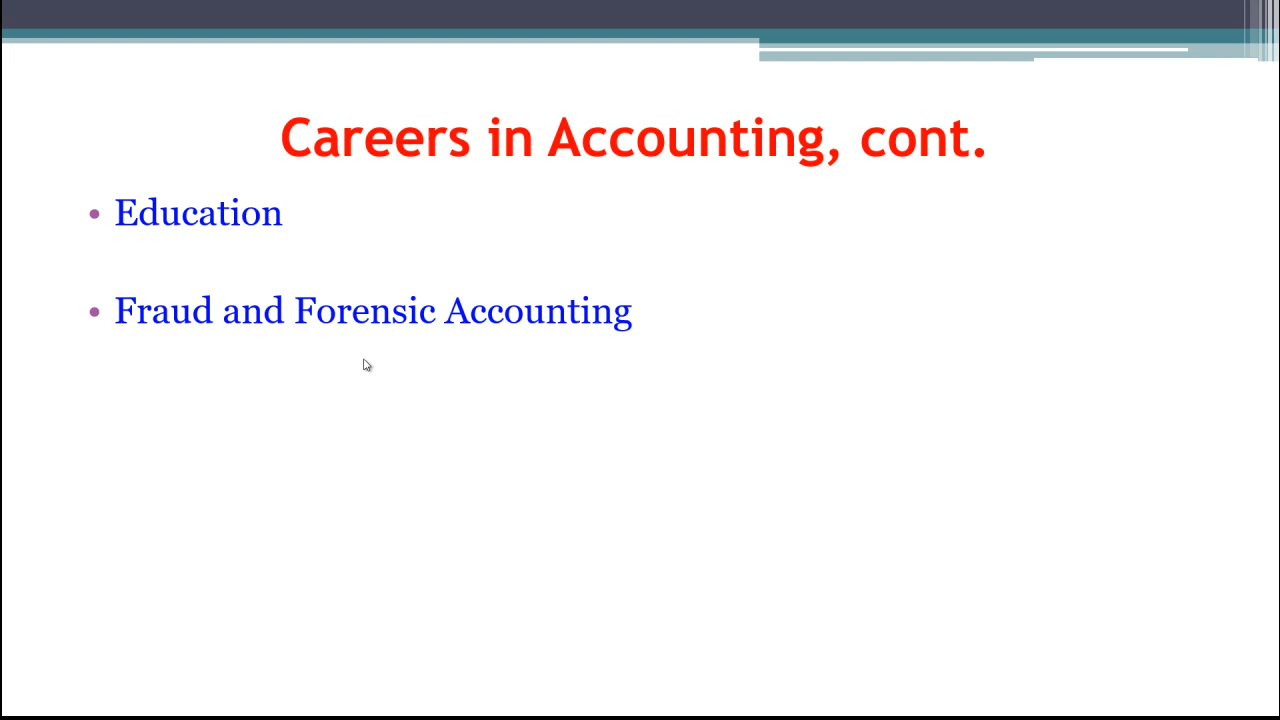 Careers in Accounting, cont.
• Education
• Fraud and Forensic Accounting